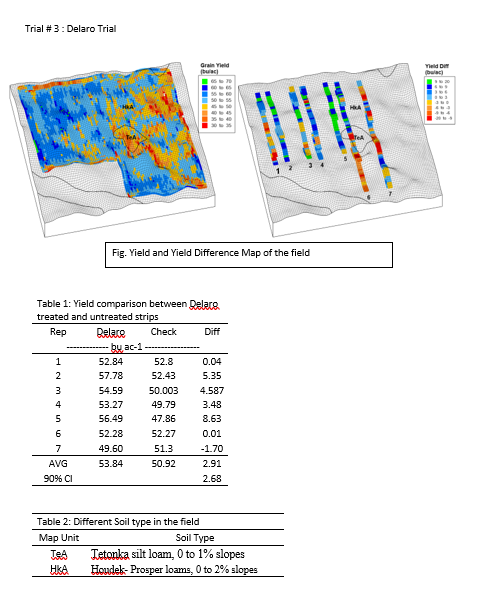 Trial # 3 : Delaro Trial
Grain Yield
(bu/ac)
65 to 70
60 to 65
55 to 60
50 to 55
45 to 50
40 to 45
35 to 40
30 to 35
HkA
TeA
Yield Diff
(bu/ac)
HkA
TeA
1 2 3 4 5 6 7
Fig. Yield and Yield Difference Map of the field
Table 1: Yield comparison between Delaro
treated and untreated strips
Rep Delaro Check Diff
------------ bu ac-1 ----------------
1 52.84 52.8 0.04
2 57.78 52.43 5.35
3 54.59 50.003 4.587
4 53.27 49.79 3.48
5 56.49 47.86 8.63
6 52.28 52.27 0.01
7 49.60 51.3 -1.70
AVG 53.84 50.92 2.91
90% CI 2.68
Table 2: Different Soil type in the field
Map Unit Soil Type
TeA Tetonka silt loam, 0 to 1% slopes
HkA Houdek- Prosper loams, 0 to 2% slopes